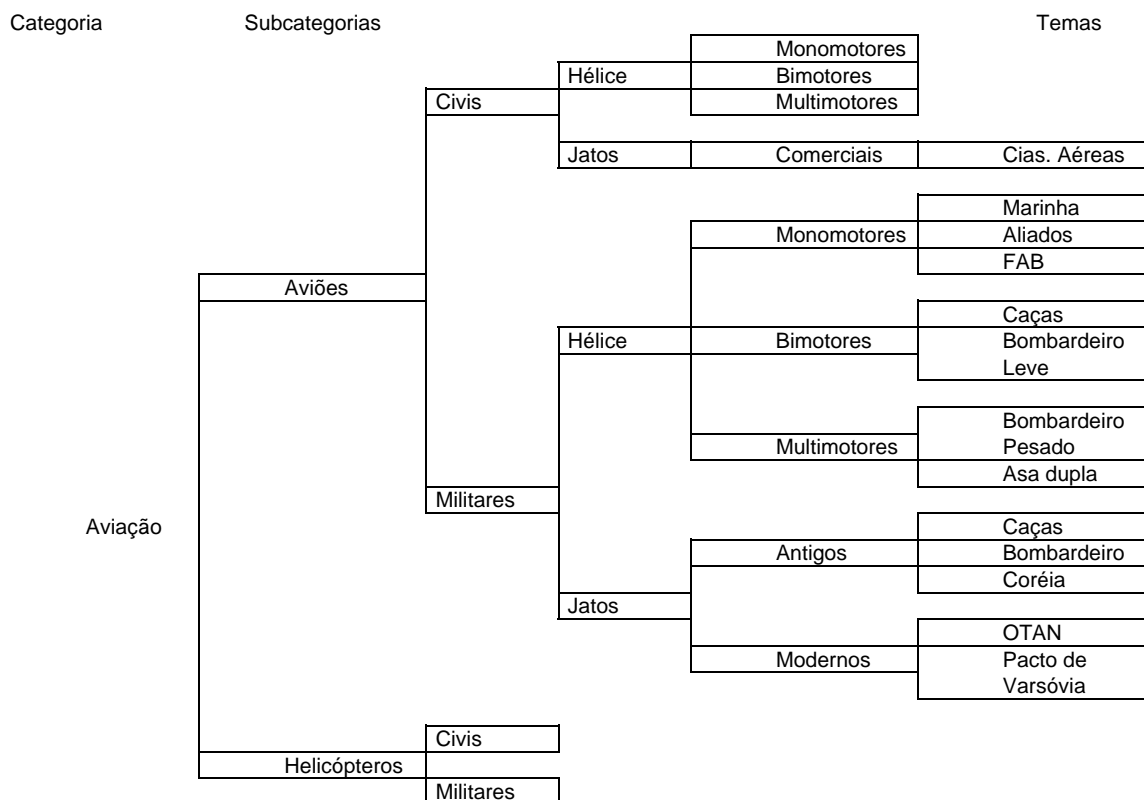 Categoria Subcategorias Temas
Monomotores
Hélice Bimotores
Civis Multimotores
Jatos Comerciais Cias. Aéreas
Marinha
Monomotores Aliados
FAB
Aviões
Caças
Hélice Bimotores Bombardeiro
Leve
Bombardeiro
Multimotores Pesado
Asa dupla
Militares
Aviação Caças
Antigos Bombardeiro
Coréia
Jatos
OTAN
Modernos Pacto de
Varsóvia
Civis
Helicópteros
Militares